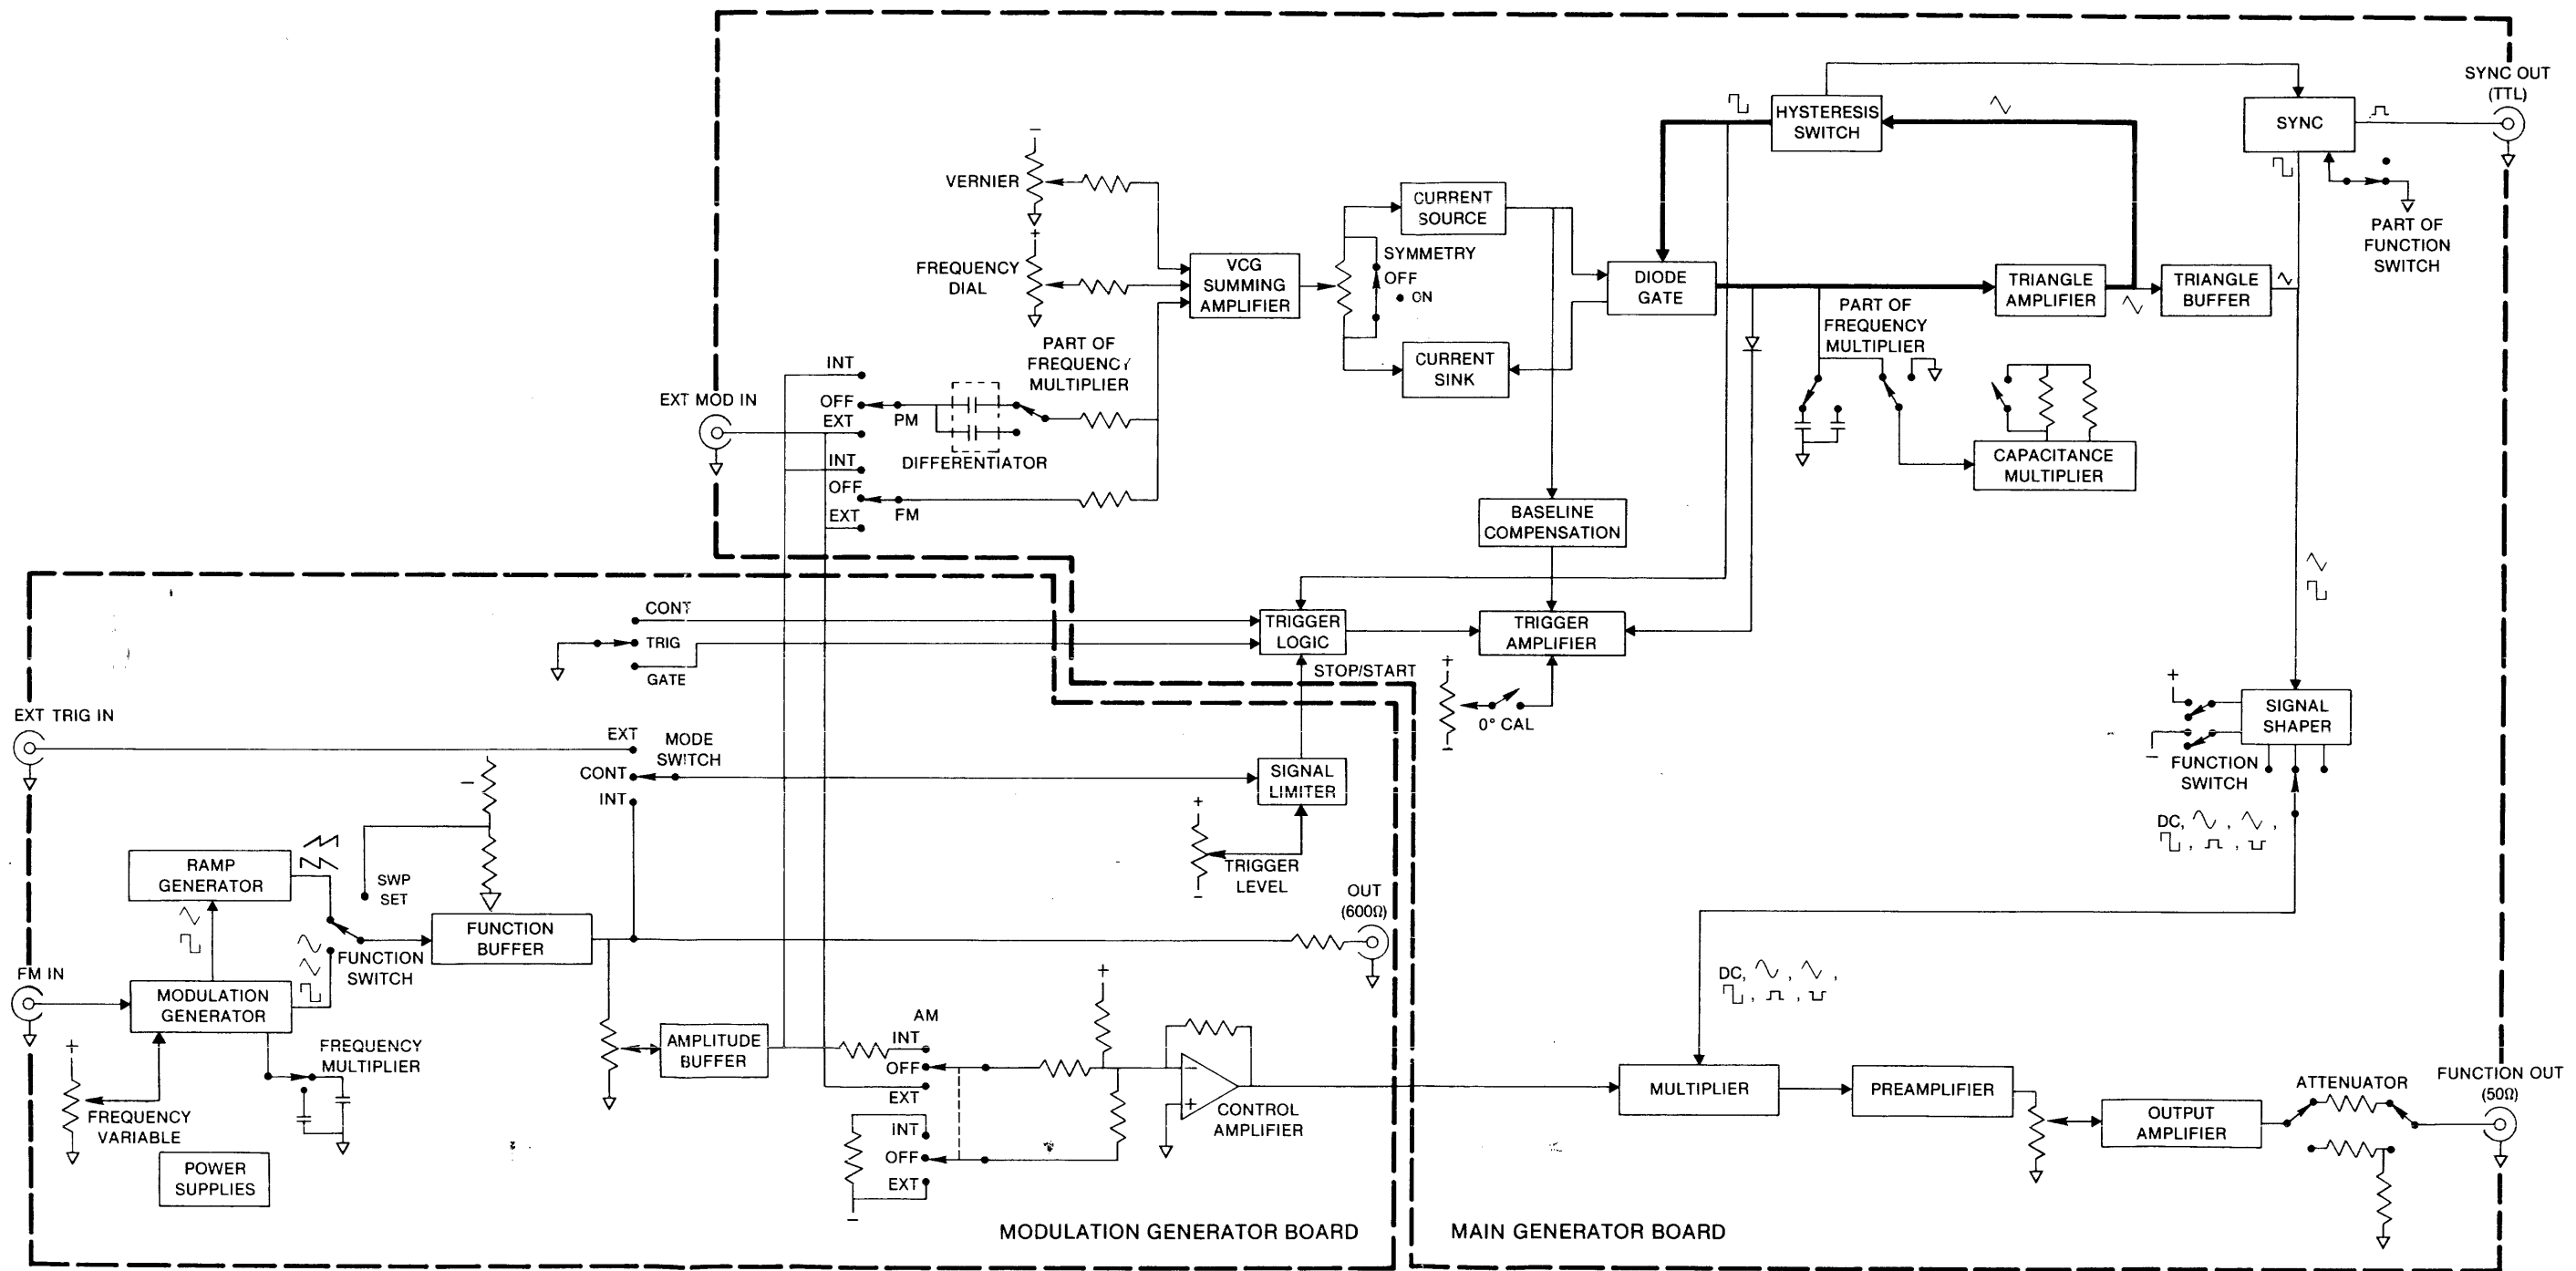 SYNC OUT
(TTL)
HYSTERESIS
SWITCH
SYNC
PART OF
FUNCTION
SWITCH
VERNIER
FREQUENCY
DIAL
VCG
SUMMING
AMPLIFIER
CURRENT
SOURCE
SYMMETRY
OFF
ON
CURRENT
SINK
DIODE
GATE
TRIANGLE
AMPLIFIER
TRIANGLE
BUFFER
PART OF
FREQUENCY
MULTIPLIER
CAPACITANCE
MULTIPLIER
PART OF
FREQUENCY
MULTIPLIER
INT
OFF
EXT
PM
DIFFERENTIATOR
EXT MOD IN
INT
OFF
EXT
FM
BASELINE
COMPENSATION
CONT
TRIG
GATE
TRIGGER
LOGIC
TRIGGER
AMPLIFIER
STOP/START
+
−
0° CAL
EXT TRIG IN
EXT
CONT
INT
MODE
SWITCH
SIGNAL
LIMITER
TRIGGER
LEVEL
SIGNAL
SHAPER
FUNCTION
SWITCH
DC, , ,
, ,
RAMP
GENERATOR
SWP
SET
FUNCTION
BUFFER
FUNCTION
SWITCH
OUT
(600Ω)
FM IN
MODULATION
GENERATOR
FREQUENCY
MULTIPLIER
FREQUENCY
VARIABLE
POWER
SUPPLIES
AMPLITUDE
BUFFER
AM
INT
OFF
EXT
INT
OFF
EXT
CONTROL
AMPLIFIER
DC, , ,
, ,
MULTIPLIER
PREAMPLIFIER
OUTPUT
AMPLIFIER
ATTENUATOR
FUNCTION OUT
(50Ω)
MODULATION GENERATOR BOARD
MAIN GENERATOR BOARD